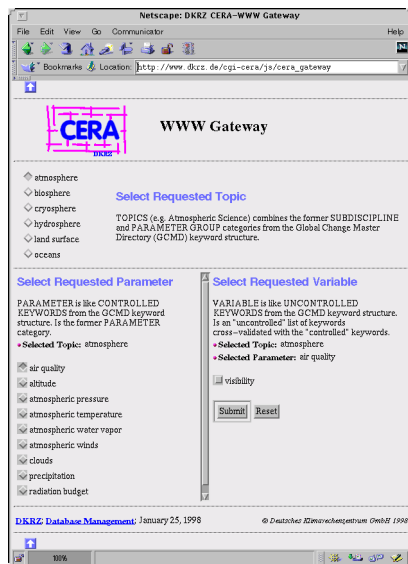 Netscape: DKRZ CERA-WWW Gateway
File Edit View Go Communicator Help
N
Bookmarks Location: http://www.dkrz.de/cgi-cera/js/cera_gateway
CERA
DKRZ
WWW Gateway
atmosphere
biosphere
cryosphere
hydrosphere
land surface
oceans
Select Requested Topic
TOPICS (e.g. Atmospheric Science) combines the former SUBDISCIPLINE
and PARAMETER GROUP categories from the Global Change Master
Directory (GCMD) keyword structure.
Select Requested Parameter
PARAMETER is like CONTROLLED
KEYWORDS from the GCMD keyword
structure. Is the former PARAMETER
category.
Selected Topic: atmosphere
air quality
altitude
atmospheric pressure
atmospheric temperature
atmospheric water vapor
atmospheric winds
clouds
precipitation
radiation budget
Select Requested Variable
VARIABLE is like UNCONTROLLED
KEYWORDS from the GCMD keyword structure.
Is an "uncontrolled" list of keywords
cross-validated with the "controlled" keywords.
Selected Topic: atmosphere
Selected Parameter: air quality
visibility
Submit Reset
DKRZ: Database Management; January 25, 1998
© Deutsches Klimarechenzentrum GmbH 1998
100%